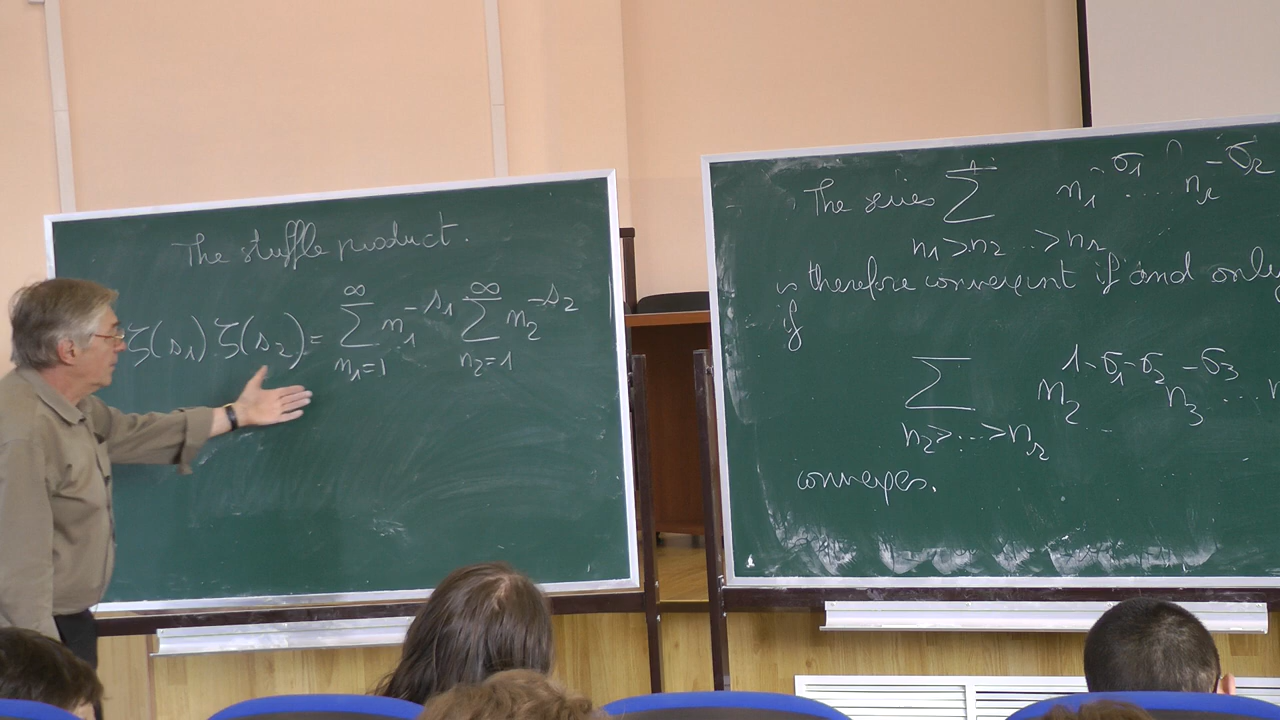 The stuffle product.
ζ(s₁) ζ(s₂) = ∑_{n₁=1}^{∞} n₁^{-s₁} ∑_{n₂=1}^{∞} n₂^{-s₂}
The series ∑_{n₁>n₂...>n_r} n₁^{-σ₁} ... n_r^{-σ₂}
is therefore convergent if and only
if
∑_{n₂>...>n_r} n₂^{1-σ₁-σ₂} n₃^{-σ₃} ...
converges.